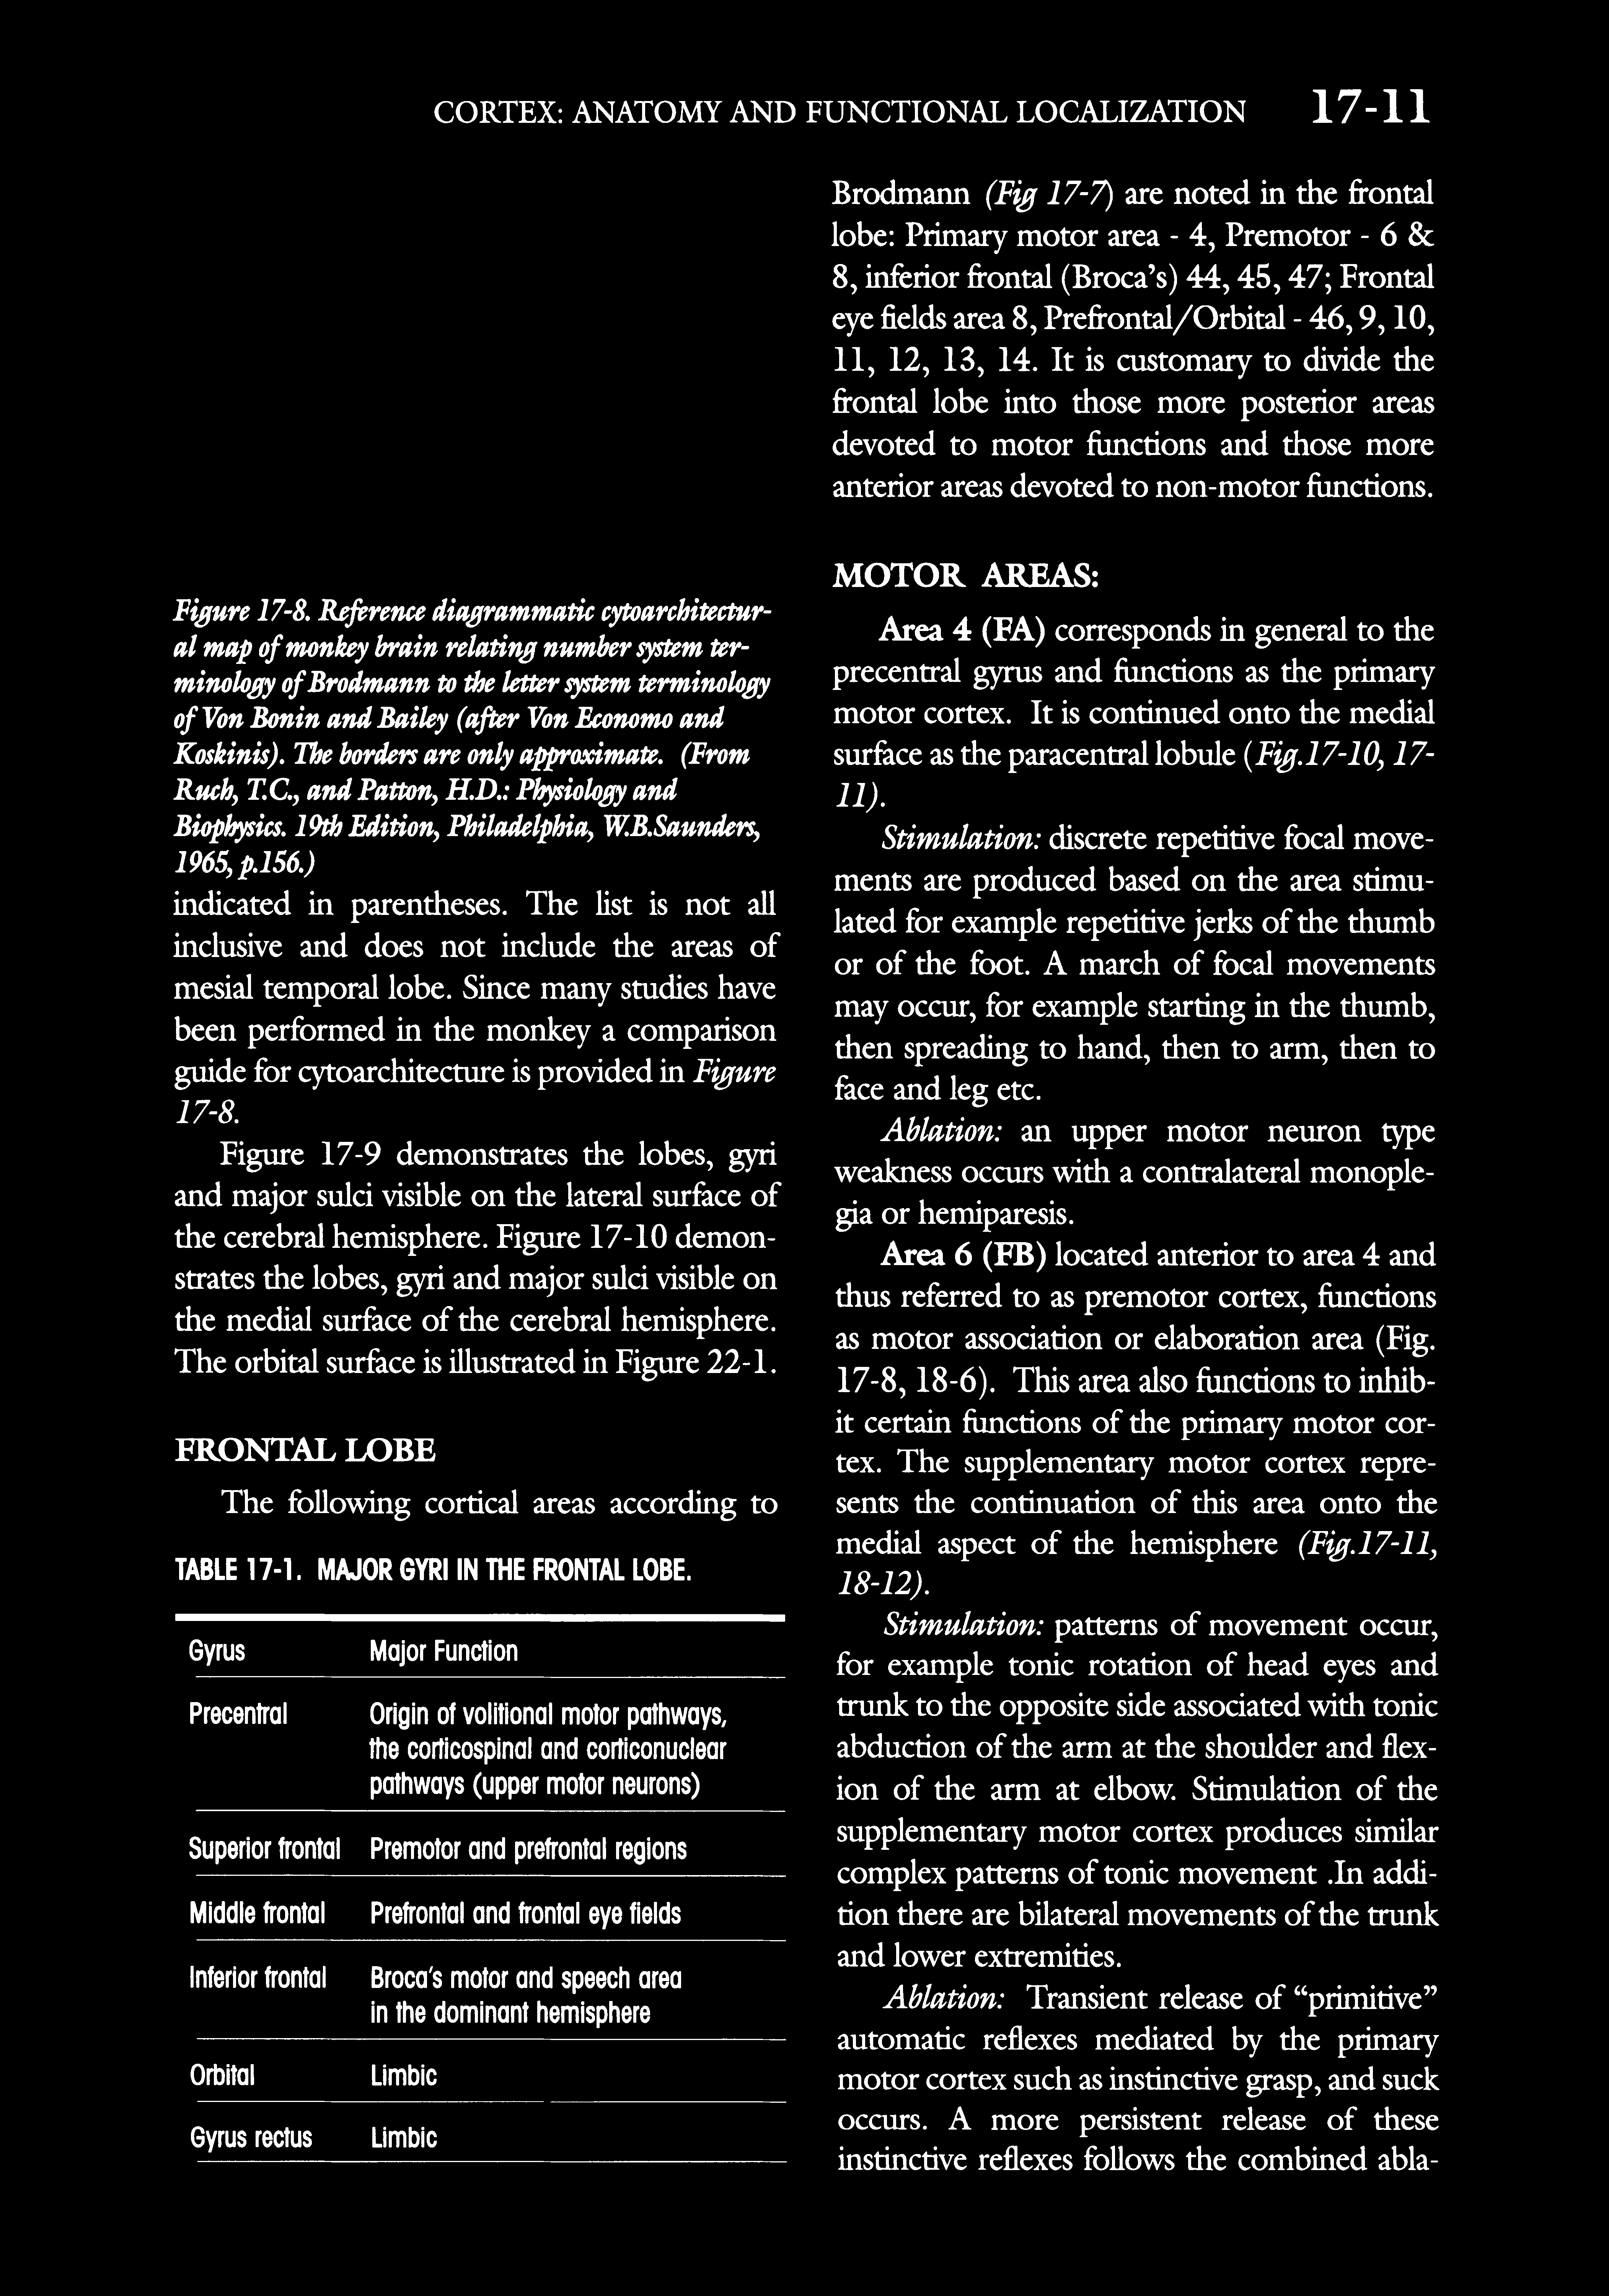 CORTEX: ANATOMY AND FUNCTIONAL LOCALIZATION 17-11
Figure 17-8. Reference diagrammatic cytoarchitectur-
al map of monkey brain relating number system ter-
minology of Brodmann to the letter system terminology
of Von Bonin and Bailey (after Von Economo and
Koskinis). The borders are only approximate. (From
Ruch, T.C., and Patton, H.D.: Physiology and
Biophysics. 19th Edition, Philadelphia, W.B.Saunders,
1965, p.156.)
indicated in parentheses. The list is not all
inclusive and does not include the areas of
mesial temporal lobe. Since many studies have
been performed in the monkey a comparison
guide for cytoarchitecture is provided in Figure
17-8.
Figure 17-9 demonstrates the lobes, gyri
and major sulci visible on the lateral surface of
the cerebral hemisphere. Figure 17-10 demon-
strates the lobes, gyri and major sulci visible on
the medial surface of the cerebral hemisphere.
The orbital surface is illustrated in Figure 22-1.
FRONTAL LOBE
The following cortical areas according to
TABLE 17-1. MAJOR GYRI IN THE FRONTAL LOBE.
Gyrus Major Function
Precentral Origin of volitional motor pathways,
the corticospinal and corticonuclear
pathways (upper motor neurons)
Superior frontal Premotor and prefrontal regions
Middle frontal Prefrontal and frontal eye fields
Inferior frontal Broca's motor and speech area
in the dominant hemisphere
Orbital Limbic
Gyrus rectus Limbic
Brodmann (Fig 17-7) are noted in the frontal
lobe: Primary motor area - 4, Premotor - 6 &
8, inferior frontal (Broca’s) 44, 45, 47; Frontal
eye fields area 8, Prefrontal/Orbital - 46, 9, 10,
11, 12, 13, 14. It is customary to divide the
frontal lobe into those more posterior areas
devoted to motor functions and those more
anterior areas devoted to non-motor functions.
MOTOR AREAS:
Area 4 (FA) corresponds in general to the
precentral gyrus and functions as the primary
motor cortex. It is continued onto the medial
surface as the paracentral lobule (Fig.17-10, 17-
11).
Stimulation: discrete repetitive focal move-
ments are produced based on the area stimu-
lated for example repetitive jerks of the thumb
or of the foot. A march of focal movements
may occur, for example starting in the thumb,
then spreading to hand, then to arm, then to
face and leg etc.
Ablation: an upper motor neuron type
weakness occurs with a contralateral monople-
gia or hemiparesis.
Area 6 (FB) located anterior to area 4 and
thus referred to as premotor cortex, functions
as motor association or elaboration area (Fig.
17-8, 18-6). This area also functions to inhib-
it certain functions of the primary motor cor-
tex. The supplementary motor cortex repre-
sents the continuation of this area onto the
medial aspect of the hemisphere (Fig.17-11,
18-12).
Stimulation: patterns of movement occur,
for example tonic rotation of head eyes and
trunk to the opposite side associated with tonic
abduction of the arm at the shoulder and flex-
ion of the arm at elbow. Stimulation of the
supplementary motor cortex produces similar
complex patterns of tonic movement .In addi-
tion there are bilateral movements of the trunk
and lower extremities.
Ablation: Transient release of “primitive”
automatic reflexes mediated by the primary
motor cortex such as instinctive grasp, and suck
occurs. A more persistent release of these
instinctive reflexes follows the combined abla-